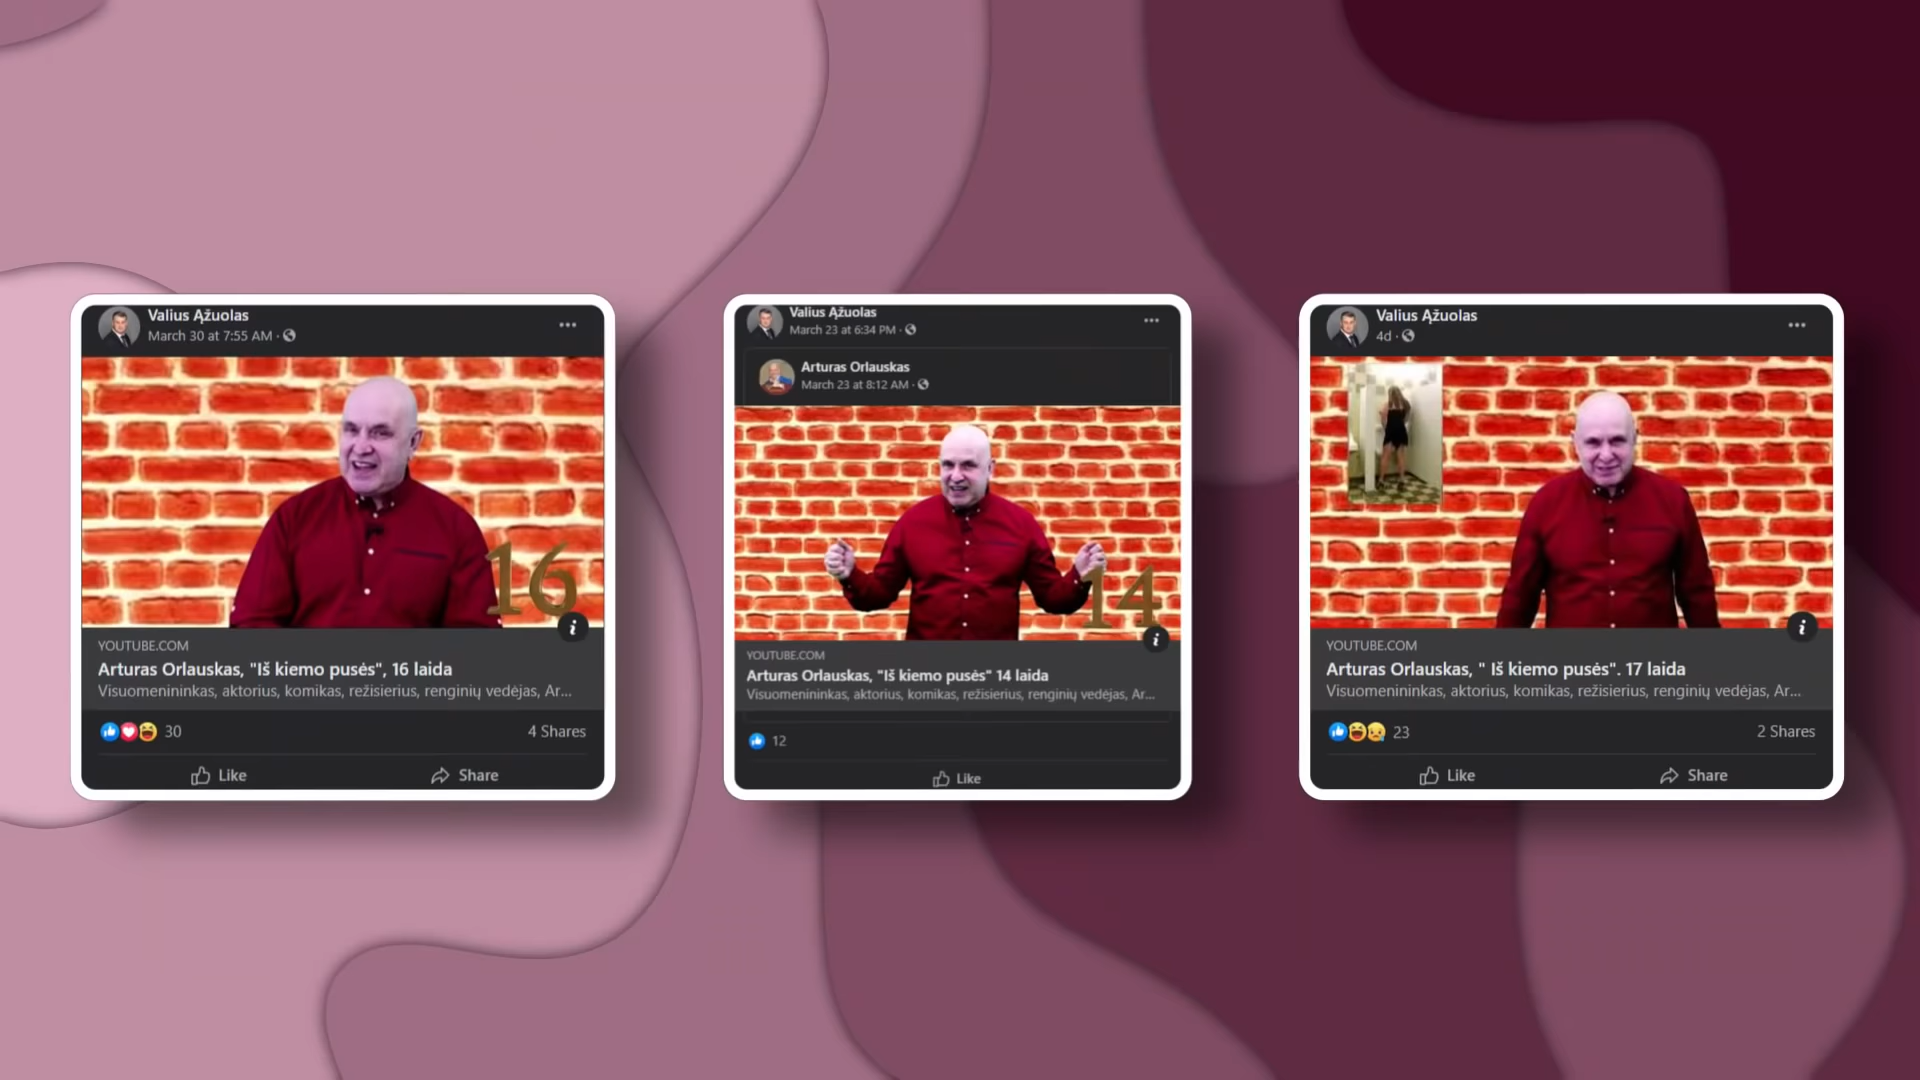 Valius Ąžuolas
March 30 at 7:55 AM ·
16
YOUTUBE.COM
Arturas Orlauskas, "Iš kiemo pusės", 16 laida
Visuomenininkas, aktorius, komikas, režisierius, renginių vedėjas, Ar...
30
4 Shares
Like
Share
Valius Ąžuolas
March 23 at 6:34 PM ·
Arturas Orlauskas
March 23 at 8:12 AM ·
14
YOUTUBE.COM
Arturas Orlauskas, "Iš kiemo pusės" 14 laida
Visuomenininkas, aktorius, komikas, režisierius, renginių vedėjas, Ar...
12
Like
Valius Ąžuolas
4d ·
YOUTUBE.COM
Arturas Orlauskas, " Iš kiemo pusės". 17 laida
Visuomenininkas, aktorius, komikas, režisierius, renginių vedėjas, Ar...
23
2 Shares
Like
Share